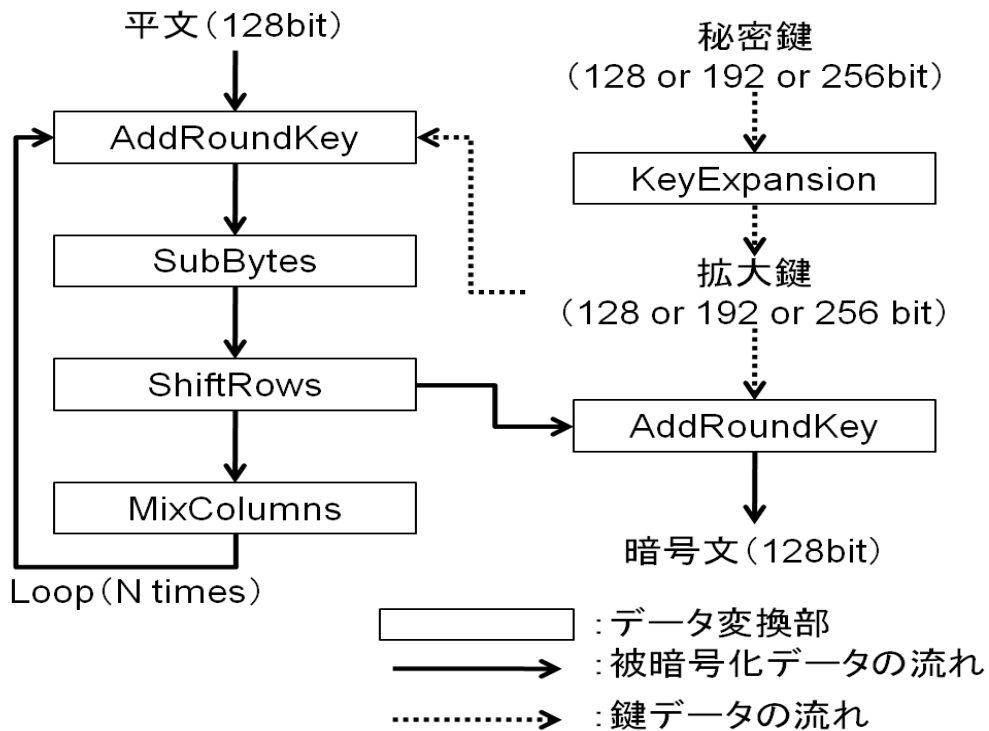 平文(128bit)
AddRoundKey
SubBytes
ShiftRows
MixColumns
Loop(N times)
秘密鍵
(128 or 192 or 256bit)
KeyExpansion
拡大鍵
(128 or 192 or 256 bit)
AddRoundKey
暗号文(128bit)
:データ変換部
:被暗号化データの流れ
:鍵データの流れ